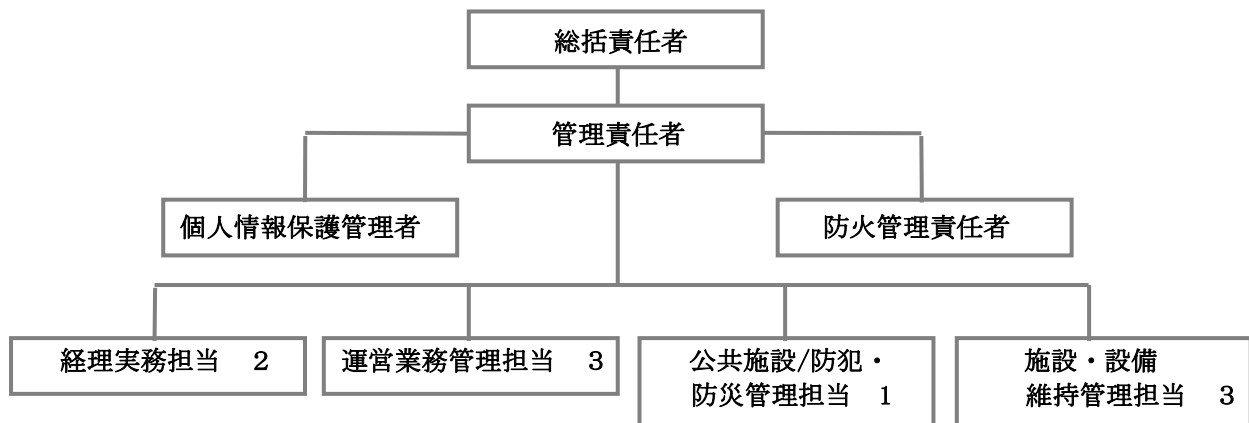 総括責任者
管理責任者
個人情報保護管理者
防火管理責任者
経理実務担当　2
運営業務管理担当　3
公共施設/防犯・
防災管理担当　1
施設・設備
維持管理担当　3